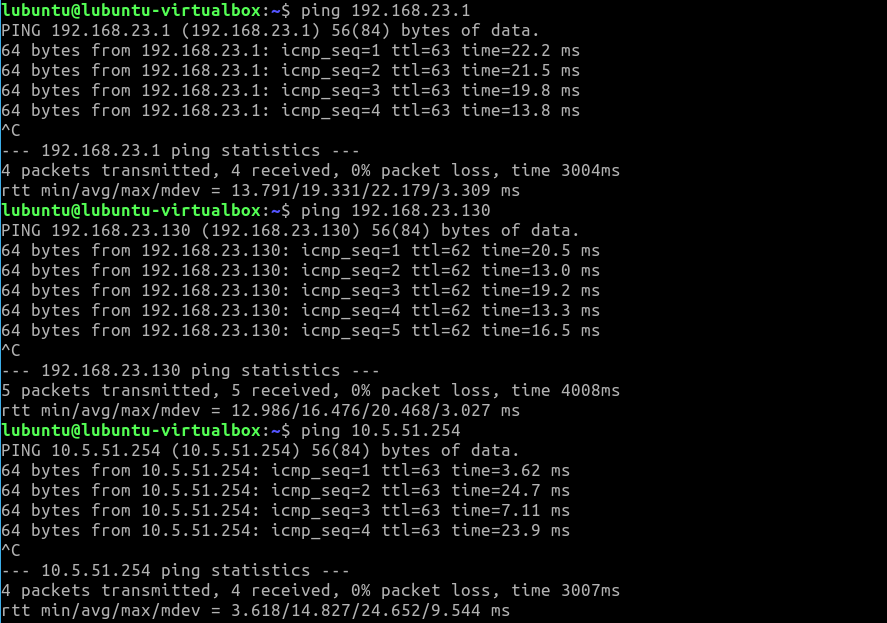 lubuntu@lubuntu-virtualbox:~$ ping 192.168.23.1
PING 192.168.23.1 (192.168.23.1) 56(84) bytes of data.
64 bytes from 192.168.23.1: icmp_seq=1 ttl=63 time=22.2 ms
64 bytes from 192.168.23.1: icmp_seq=2 ttl=63 time=21.5 ms
64 bytes from 192.168.23.1: icmp_seq=3 ttl=63 time=19.8 ms
64 bytes from 192.168.23.1: icmp_seq=4 ttl=63 time=13.8 ms
^C
--- 192.168.23.1 ping statistics ---
4 packets transmitted, 4 received, 0% packet loss, time 3004ms
rtt min/avg/max/mdev = 13.791/19.331/22.179/3.309 ms
lubuntu@lubuntu-virtualbox:~$ ping 192.168.23.130
PING 192.168.23.130 (192.168.23.130) 56(84) bytes of data.
64 bytes from 192.168.23.130: icmp_seq=1 ttl=62 time=20.5 ms
64 bytes from 192.168.23.130: icmp_seq=2 ttl=62 time=13.0 ms
64 bytes from 192.168.23.130: icmp_seq=3 ttl=62 time=19.2 ms
64 bytes from 192.168.23.130: icmp_seq=4 ttl=62 time=13.3 ms
64 bytes from 192.168.23.130: icmp_seq=5 ttl=62 time=16.5 ms
^C
--- 192.168.23.130 ping statistics ---
5 packets transmitted, 5 received, 0% packet loss, time 4008ms
rtt min/avg/max/mdev = 12.986/16.476/20.468/3.027 ms
lubuntu@lubuntu-virtualbox:~$ ping 10.5.51.254
PING 10.5.51.254 (10.5.51.254) 56(84) bytes of data.
64 bytes from 10.5.51.254: icmp_seq=1 ttl=63 time=3.62 ms
64 bytes from 10.5.51.254: icmp_seq=2 ttl=63 time=24.7 ms
64 bytes from 10.5.51.254: icmp_seq=3 ttl=63 time=7.11 ms
64 bytes from 10.5.51.254: icmp_seq=4 ttl=63 time=23.9 ms
^C
--- 10.5.51.254 ping statistics ---
4 packets transmitted, 4 received, 0% packet loss, time 3007ms
rtt min/avg/max/mdev = 3.618/14.827/24.652/9.544 ms